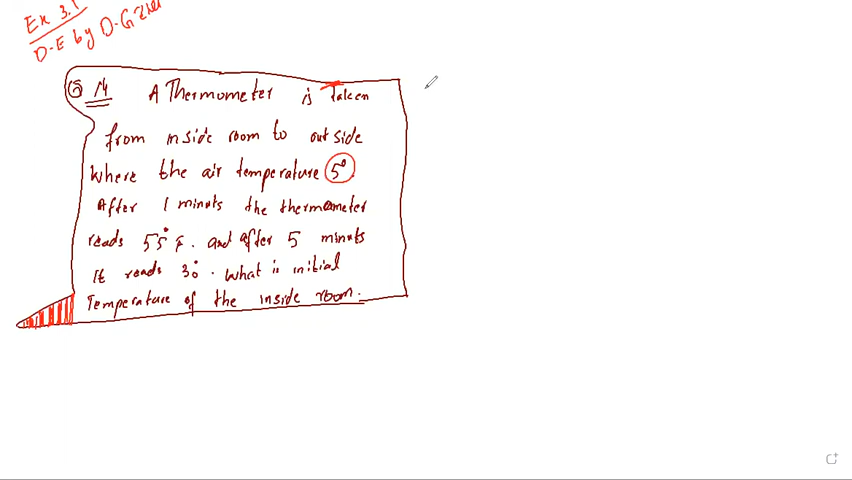 Ex 3.1
D.E by D.G Zill
Q 14 A Thermometer is Taken
from inside room to outside
where the air temperature 5°
After 1 minuts the thermometer
reads 55°F. and after 5 minuts
It reads 30°. what is initial
Temperature of the inside room.